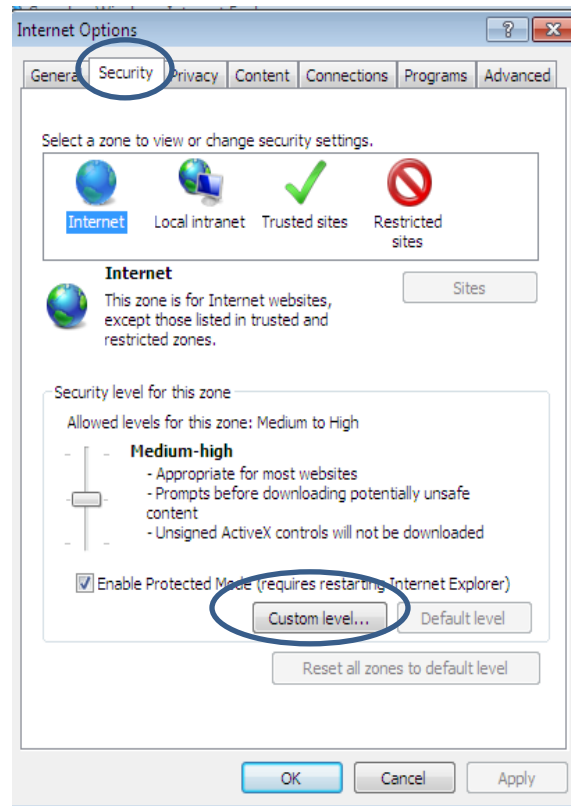 Internet Options
General Security Privacy Content Connections Programs Advanced
Select a zone to view or change security settings.
Internet Local intranet Trusted sites Restricted
sites
Internet
Sites
This zone is for Internet websites,
except those listed in trusted and
restricted zones.
Security level for this zone
Allowed levels for this zone: Medium to High
Medium-high
- Appropriate for most websites
- Prompts before downloading potentially unsafe
content
- Unsigned ActiveX controls will not be downloaded
Enable Protected Mode (requires restarting Internet Explorer)
Custom level... Default level
Reset all zones to default level
OK Cancel Apply